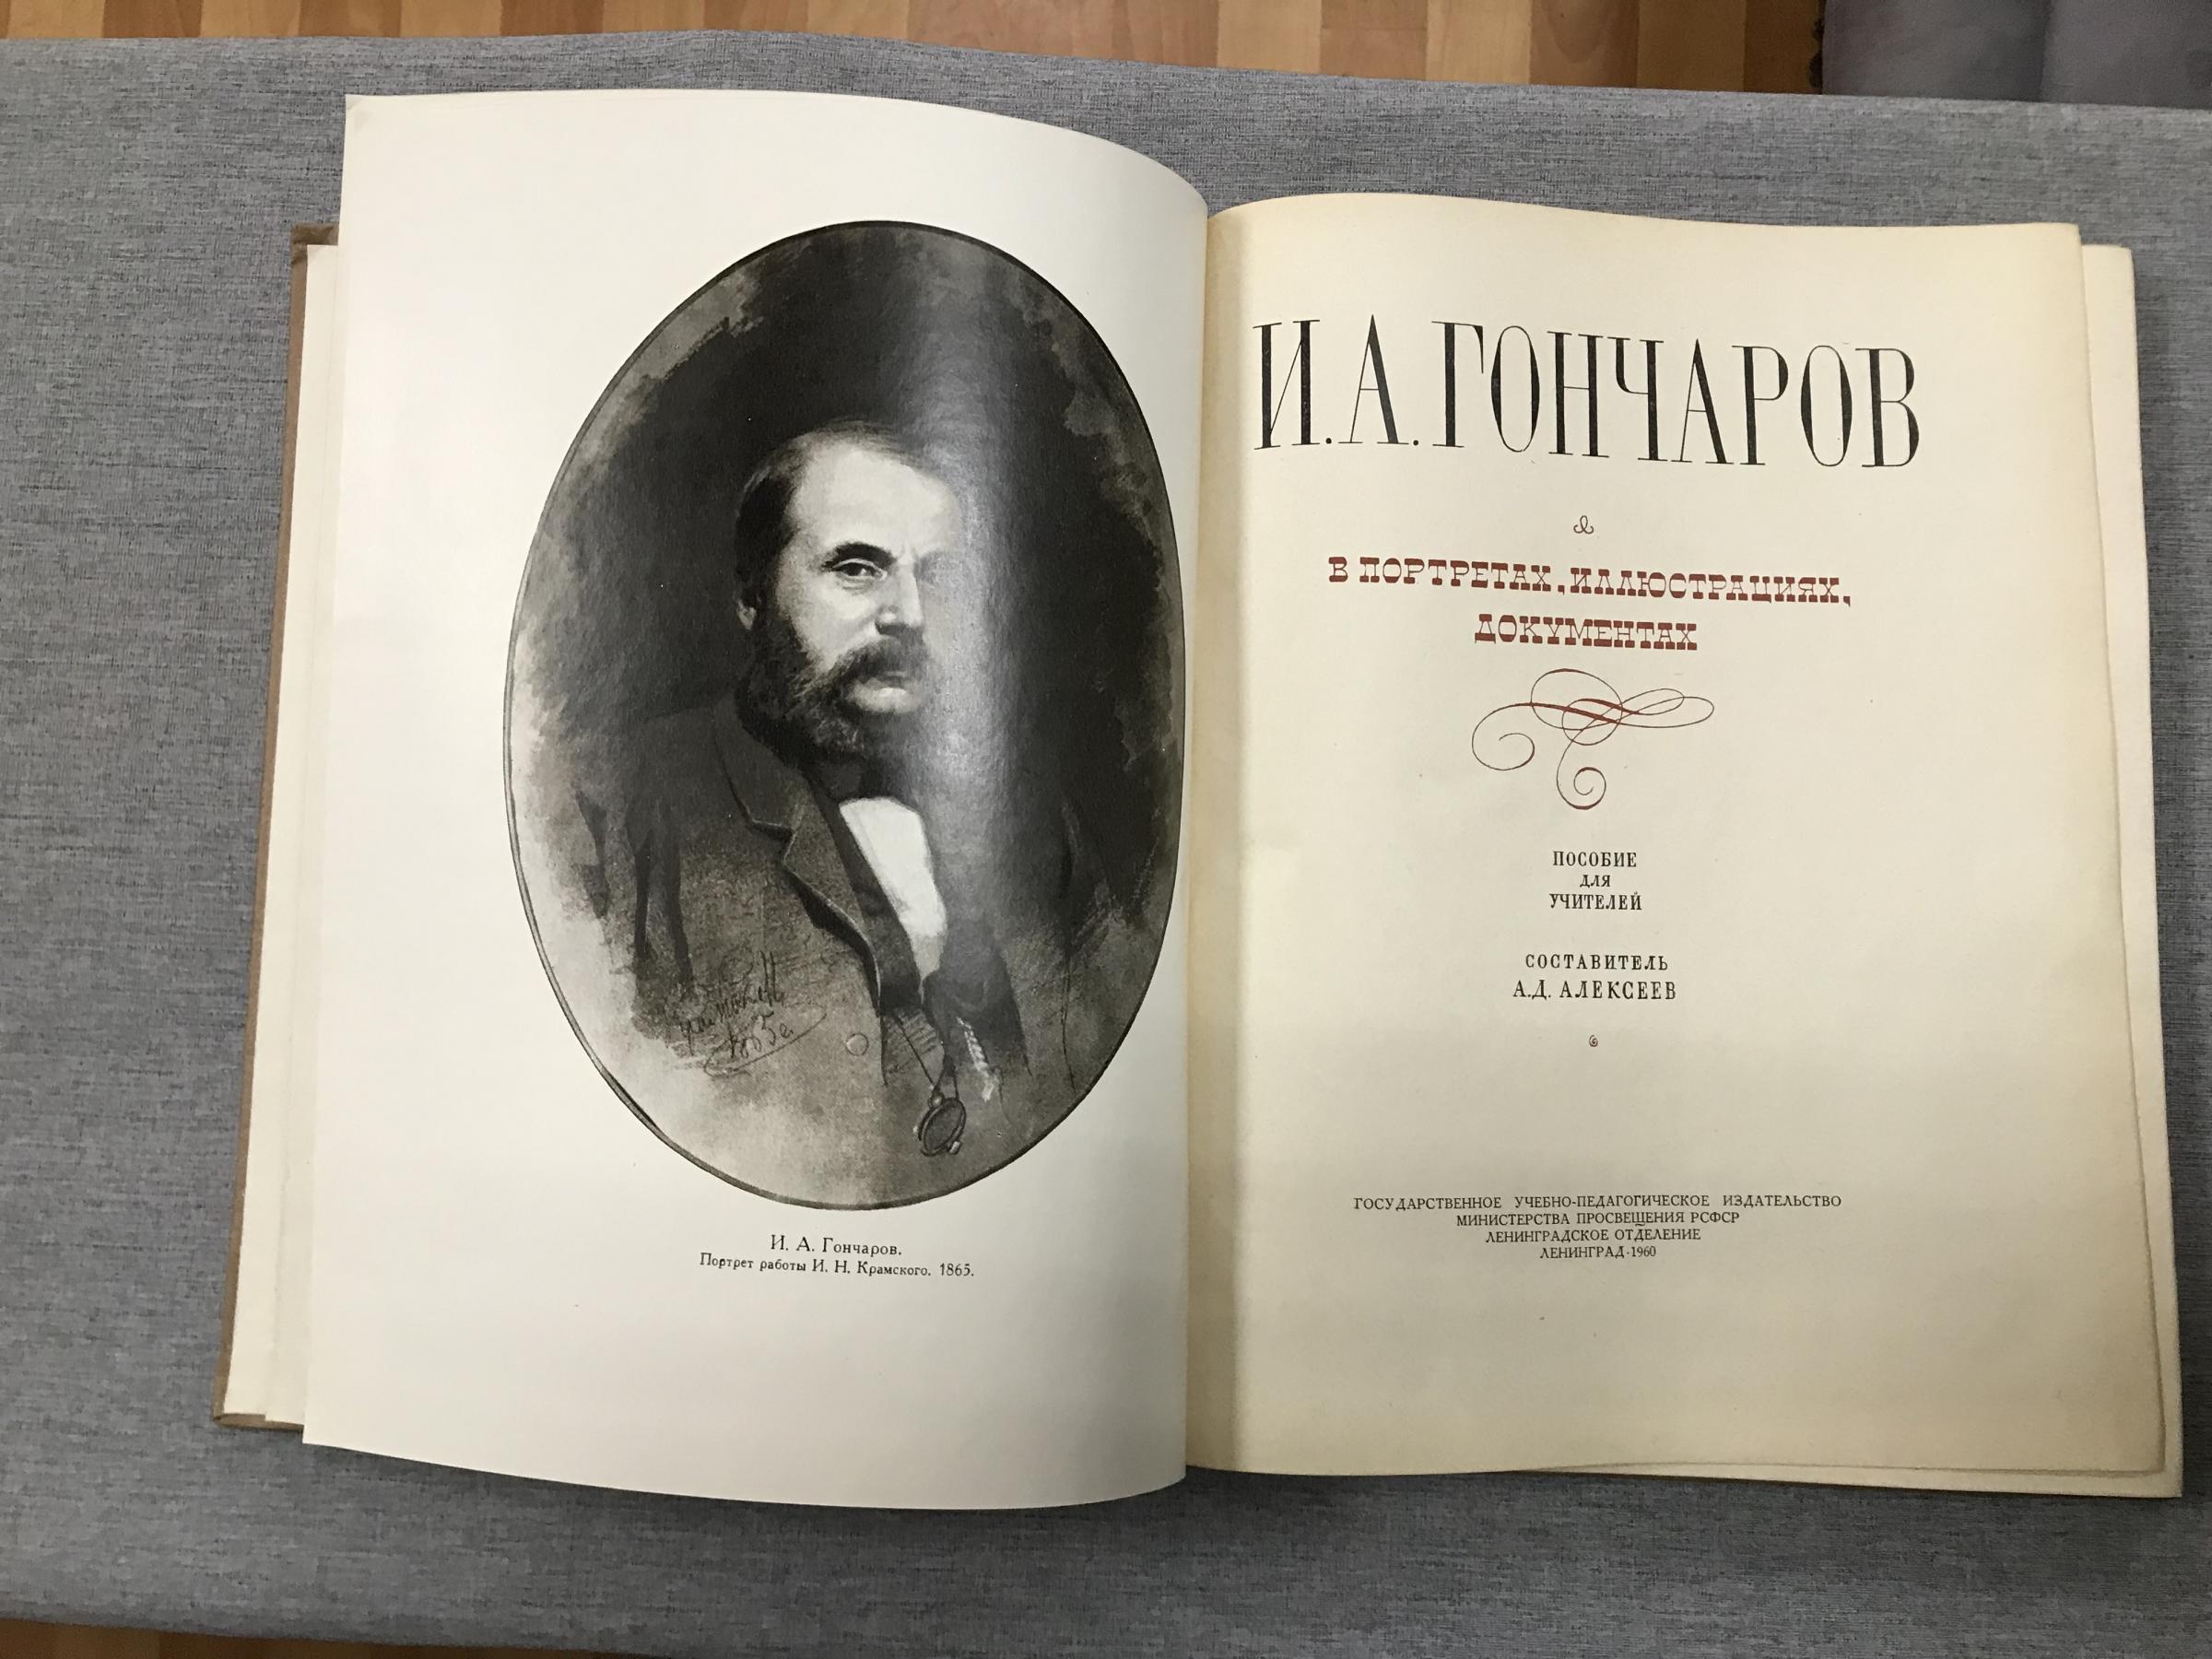 И. А. Гончаров.
Портрет работы И. Н. Крамского. 1865.
И.А.ГОНЧАРОВ
В ПОРТРЕТАХ, ИЛЛЮСТРАЦИЯХ,
ДОКУМЕНТАХ
ПОСОБИЕ
ДЛЯ
УЧИТЕЛЕЙ
СОСТАВИТЕЛЬ
А.Д. АЛЕКСЕЕВ
ГОСУДАРСТВЕННОЕ УЧЕБНО-ПЕДАГОГИЧЕСКОЕ ИЗДАТЕЛЬСТВО
МИНИСТЕРСТВА ПРОСВЕЩЕНИЯ РСФСР
ЛЕНИНГРАДСКОЕ ОТДЕЛЕНИЕ
ЛЕНИНГРАД·1960